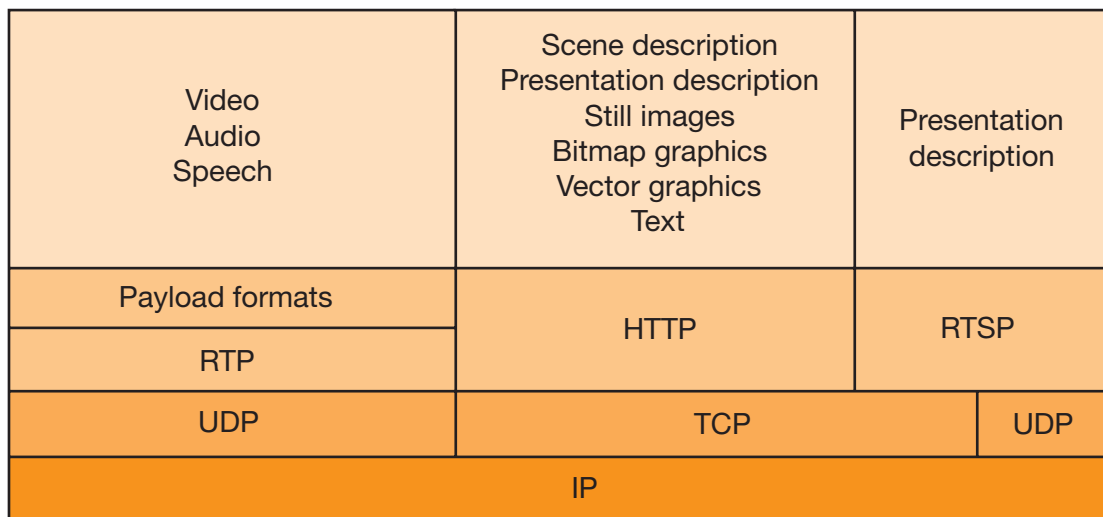 Video
Audio
Speech
Scene description
Presentation description
Still images
Bitmap graphics
Vector graphics
Text
Presentation
description
Payload formats
RTP
HTTP
RTSP
UDP
TCP
UDP
IP